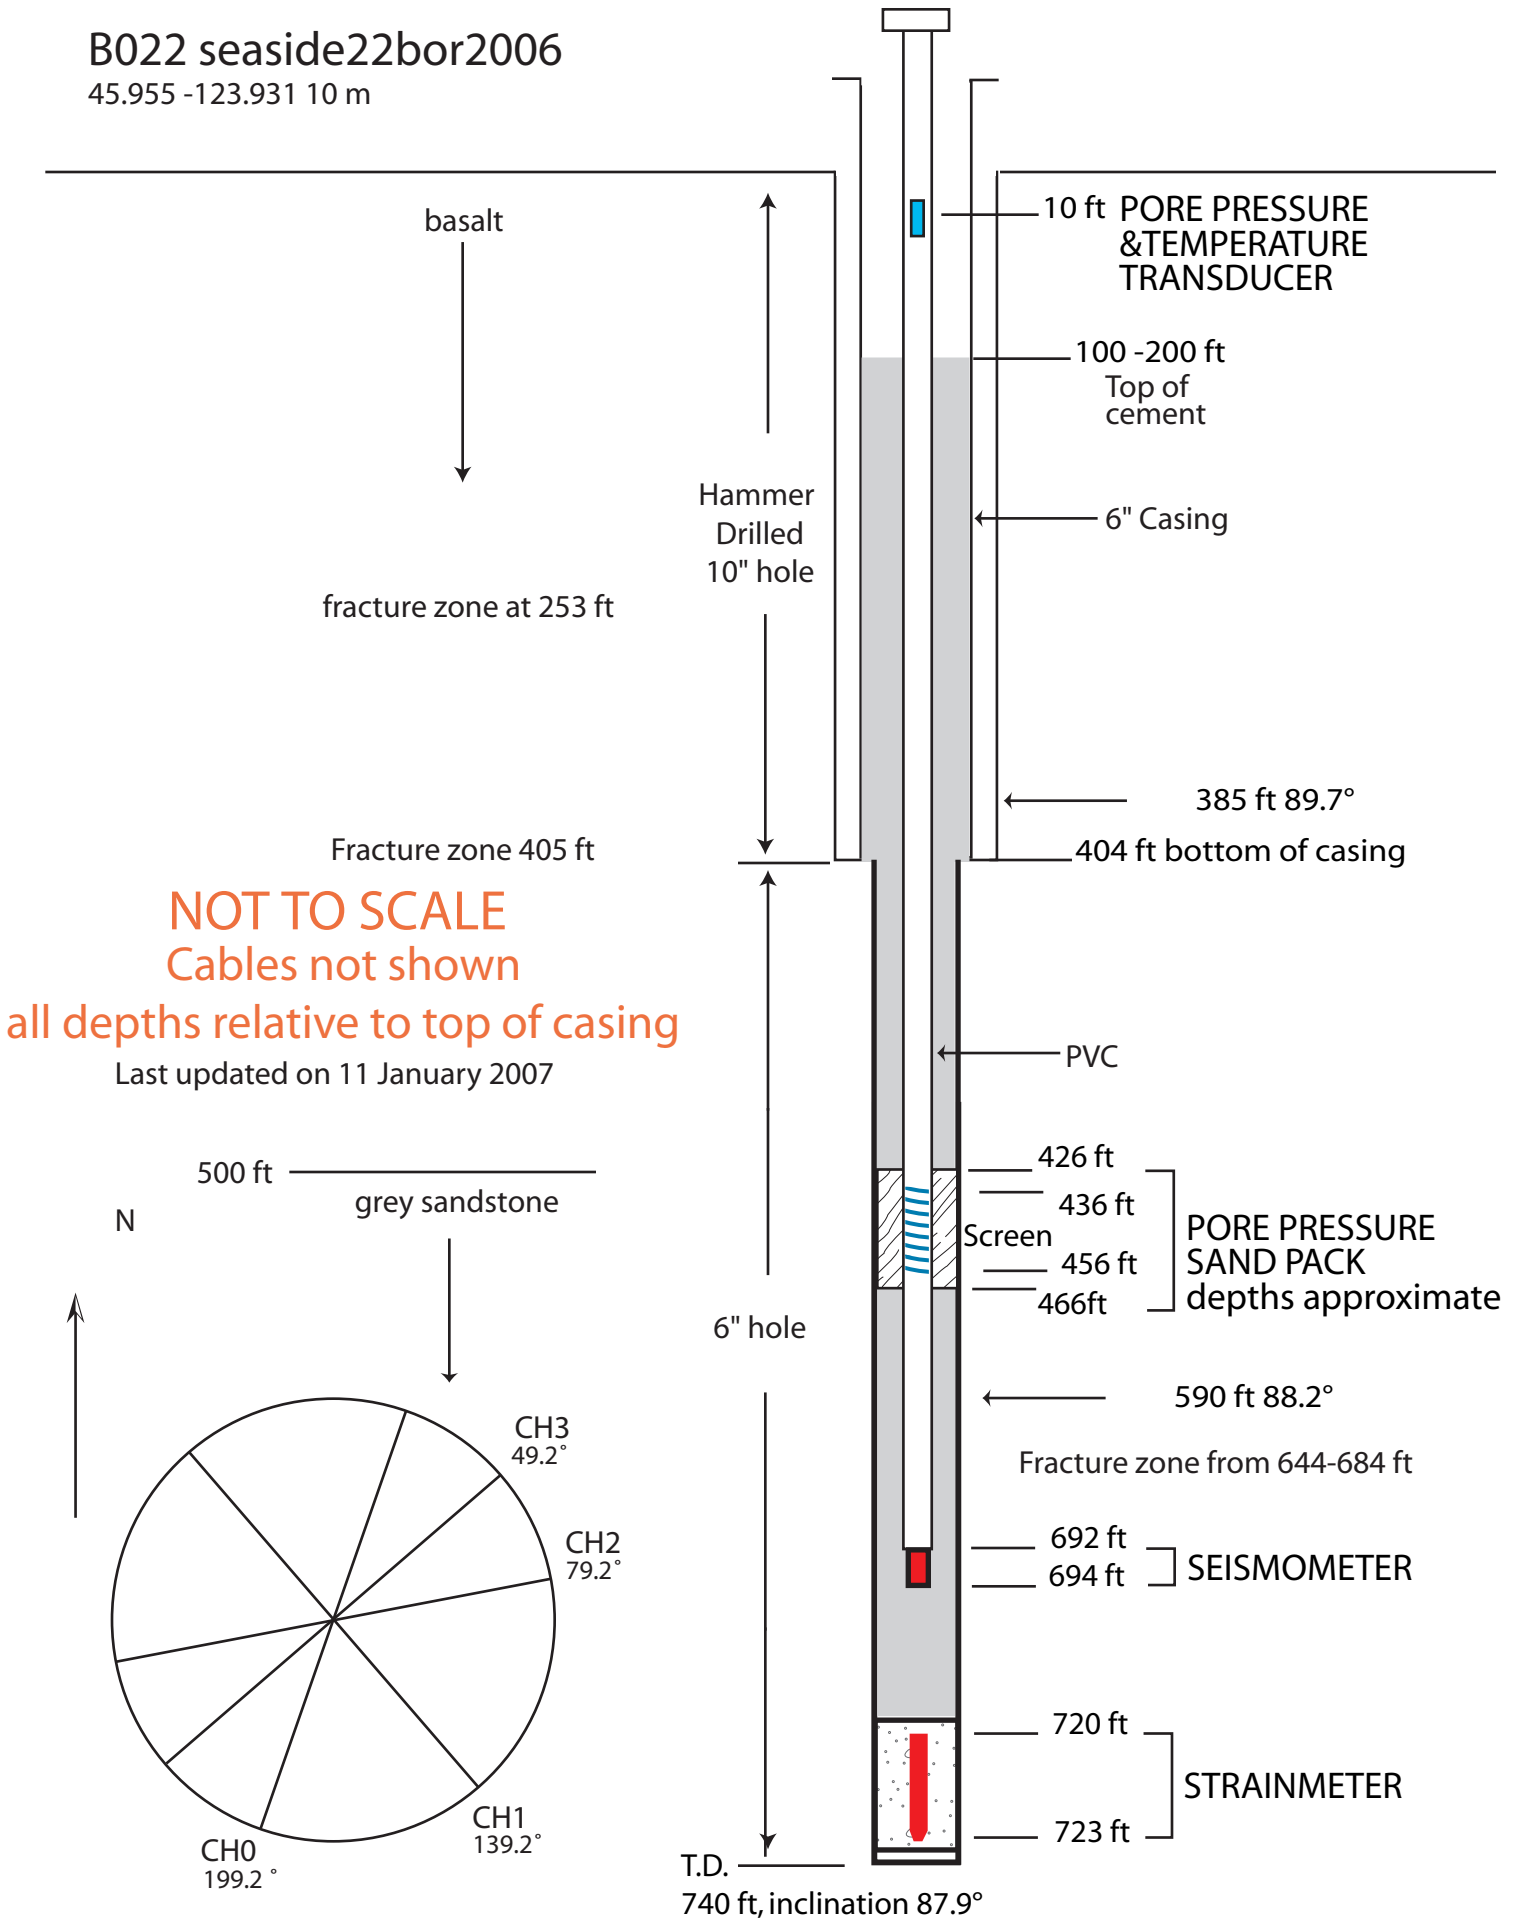 B022 seaside22bor2006
45.955 -123.931 10 m
basalt
10 ft PORE PRESSURE
&TEMPERATURE
TRANSDUCER
100 -200 ft
Top of
cement
Hammer
Drilled
10" hole
6" Casing
fracture zone at 253 ft
385 ft 89.7°
Fracture zone 405 ft
404 ft bottom of casing
NOT TO SCALE
Cables not shown
all depths relative to top of casing
Last updated on 11 January 2007
PVC
500 ft
grey sandstone
N
426 ft
436 ft
Screen
456 ft
466ft
PORE PRESSURE
SAND PACK
depths approximate
6" hole
590 ft 88.2°
Fracture zone from 644-684 ft
CH3
49.2°
CH2
79.2°
692 ft
694 ft
SEISMOMETER
720 ft
STRAINMETER
723 ft
CH1
139.2°
CH0
199.2 °
T.D.
740 ft, inclination 87.9°